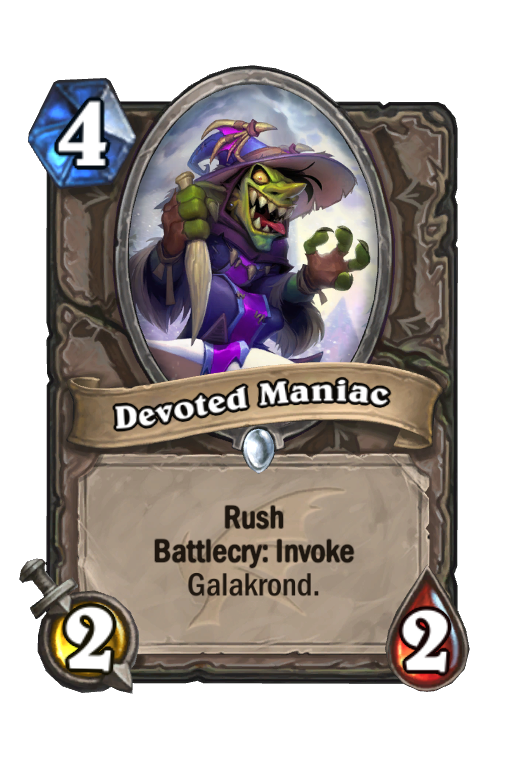 4
Devoted Maniac
Rush
Battlecry: Invoke
Galakrond.
2
2